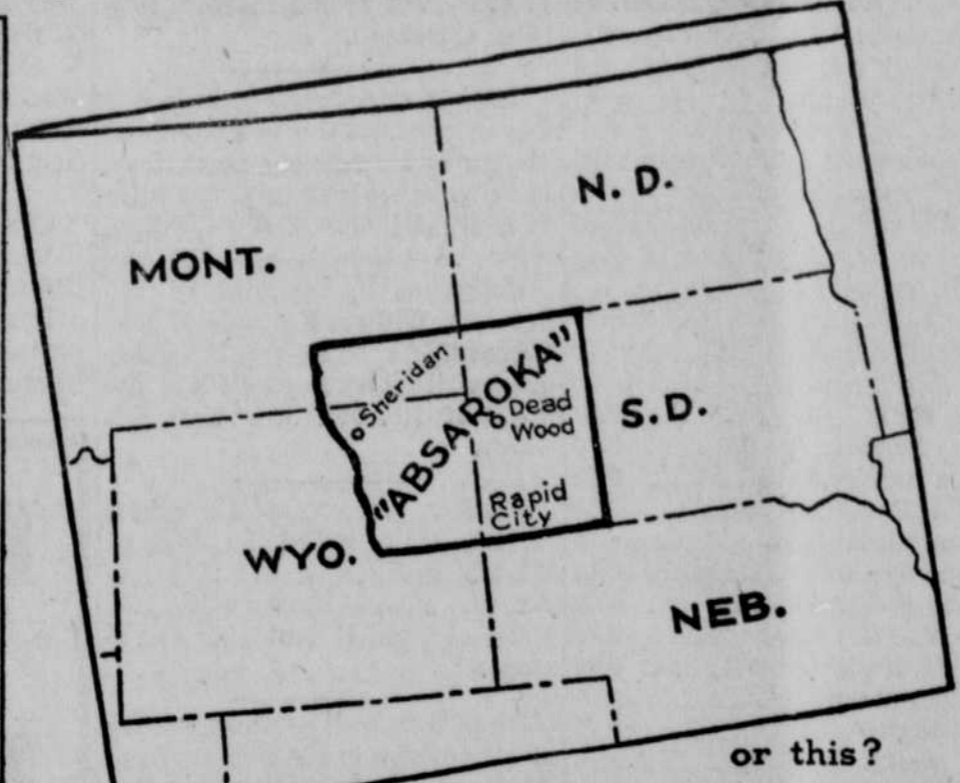 N. D.
MONT.
Sheridan
"ABSAROKA"
Dead
Wood
S.D.
Rapid
City
WYO.
NEB.
or this?